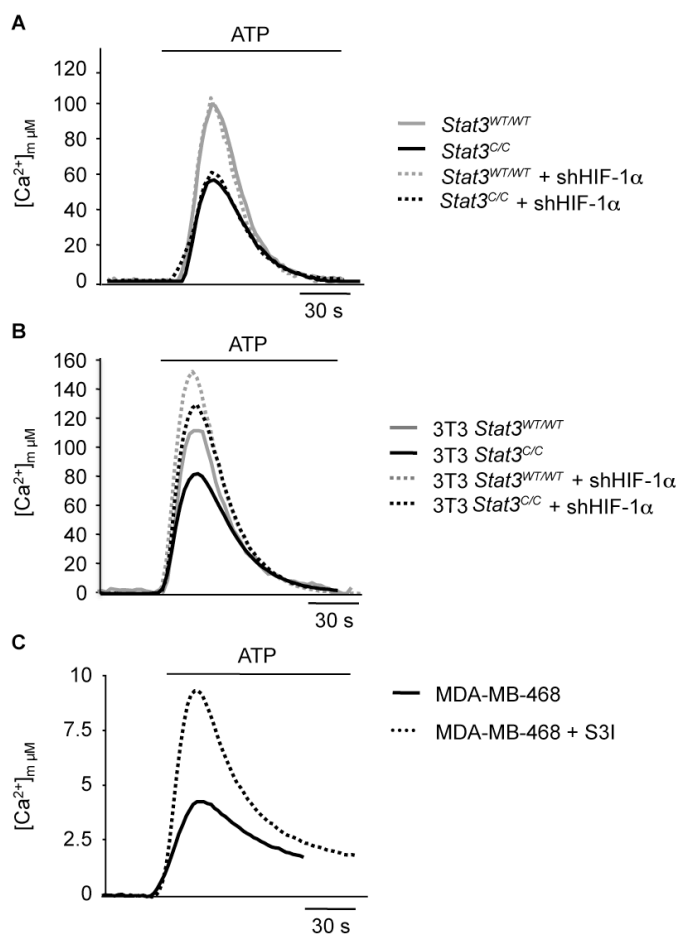 A
ATP
120
100
80
60
40
20
0
[Ca²⁺]m µM
30 s
Stat3WT/WT
Stat3C/C
Stat3WT/WT + shHIF-1α
Stat3C/C + shHIF-1α
B
ATP
160
140
120
100
80
60
40
20
0
[Ca²⁺]m µM
30 s
3T3 Stat3WT/WT
3T3 Stat3C/C
3T3 Stat3WT/WT + shHIF-1α
3T3 Stat3C/C + shHIF-1α
C
ATP
10
7.5
5
2.5
0
[Ca²⁺]m µM
30 s
MDA-MB-468
MDA-MB-468 + S3I